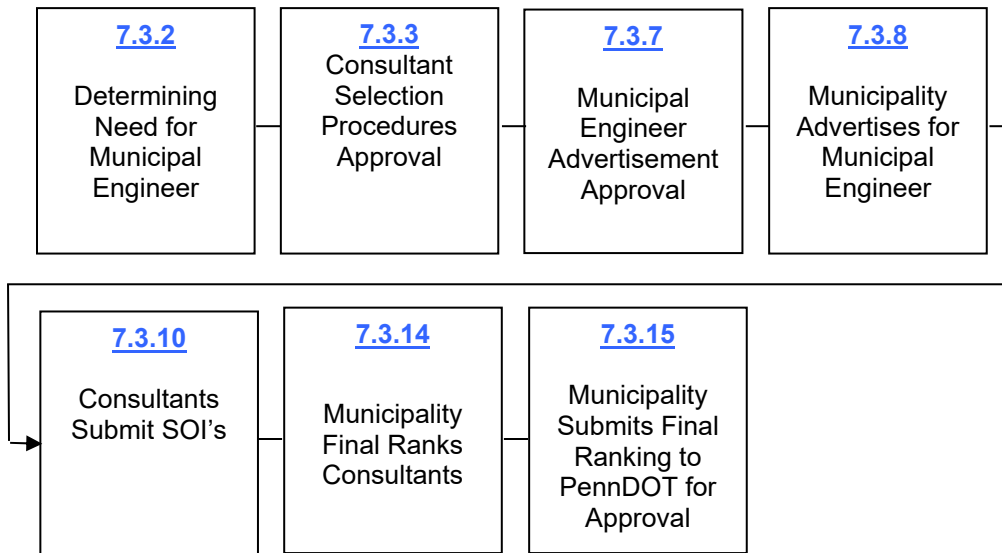 7.3.2
Determining
Need for
Municipal
Engineer
7.3.3
Consultant
Selection
Procedures
Approval
7.3.7
Municipal
Engineer
Advertisement
Approval
7.3.8
Municipality
Advertises for
Municipal
Engineer
7.3.10
Consultants
Submit SOI’s
7.3.14
Municipality
Final Ranks
Consultants
7.3.15
Municipality
Submits Final
Ranking to
PennDOT for
Approval